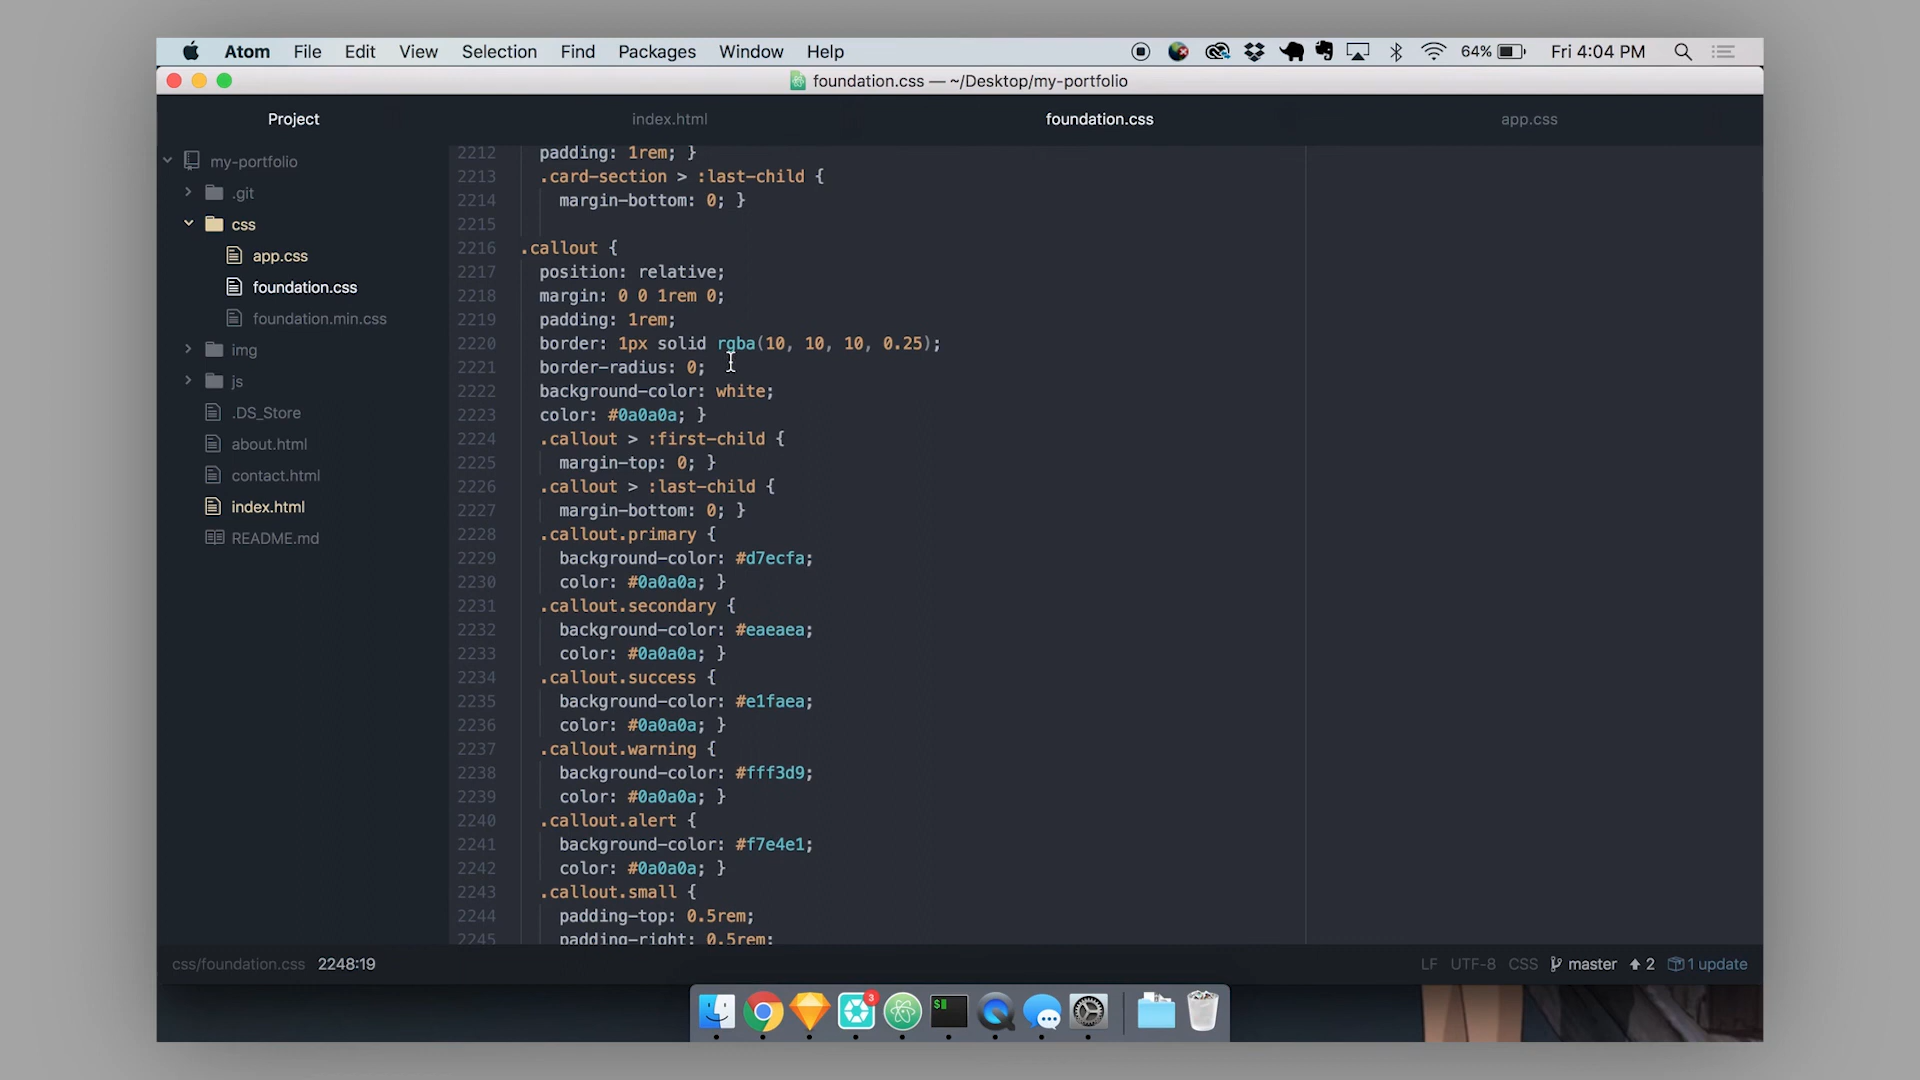 Atom File Edit View Selection Find Packages Window Help 64% Fri 4:04 PM
foundation.css — ~/Desktop/my-portfolio
Project index.html foundation.css app.css
my-portfolio
.git
css
app.css
foundation.css
foundation.min.css
img
js
.DS_Store
about.html
contact.html
index.html
README.md
2212 padding: 1rem; }
2213 .card-section > :last-child {
2214 margin-bottom: 0; }
2215
2216 .callout {
2217 position: relative;
2218 margin: 0 0 1rem 0;
2219 padding: 1rem;
2220 border: 1px solid rgba(10, 10, 10, 0.25);
2221 border-radius: 0;
2222 background-color: white;
2223 color: #0a0a0a; }
2224 .callout > :first-child {
2225 margin-top: 0; }
2226 .callout > :last-child {
2227 margin-bottom: 0; }
2228 .callout.primary {
2229 background-color: #d7ecfa;
2230 color: #0a0a0a; }
2231 .callout.secondary {
2232 background-color: #eaeaea;
2233 color: #0a0a0a; }
2234 .callout.success {
2235 background-color: #e1faea;
2236 color: #0a0a0a; }
2237 .callout.warning {
2238 background-color: #fff3d9;
2239 color: #0a0a0a; }
2240 .callout.alert {
2241 background-color: #f7e4e1;
2242 color: #0a0a0a; }
2243 .callout.small {
2244 padding-top: 0.5rem;
2245 padding-right: 0.5rem;
css/foundation.css 2248:19 LF UTF-8 CSS master 2 1 update
3
$